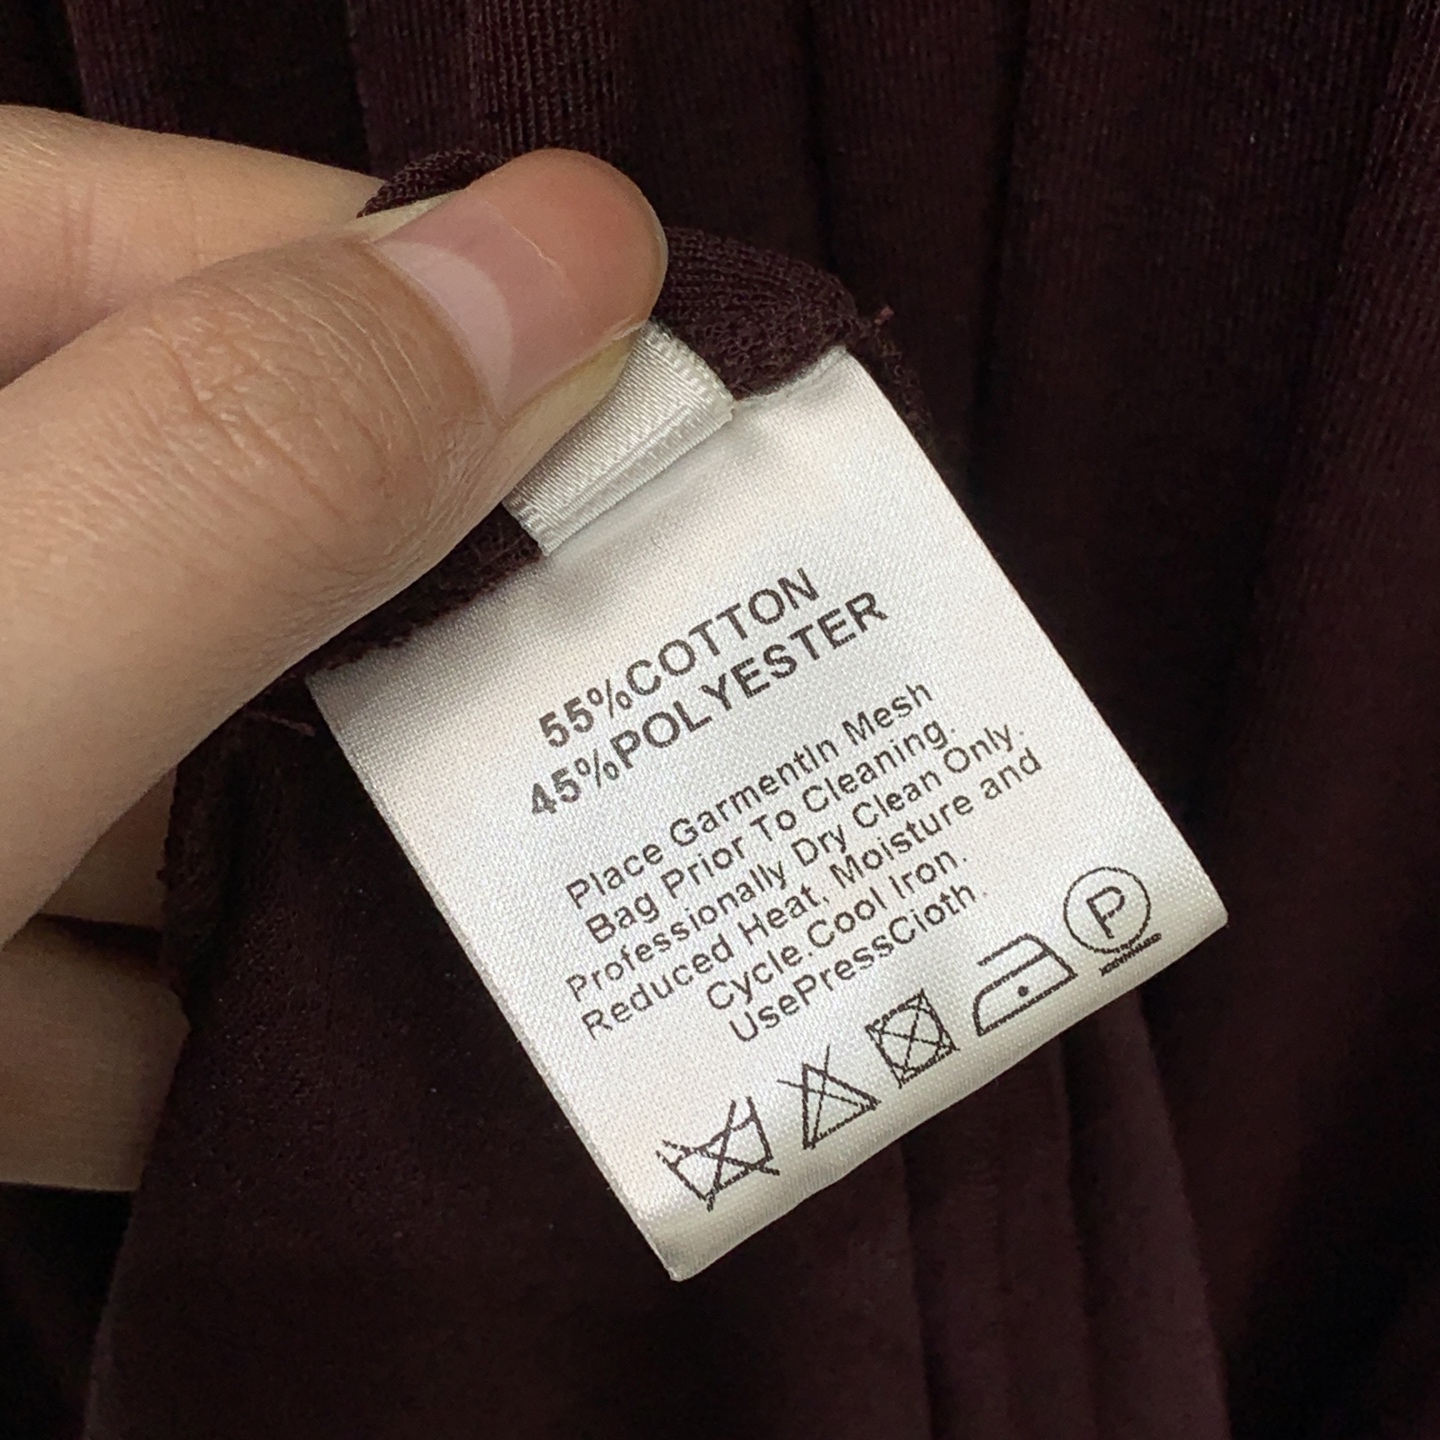 55%COTTON
45%POLYESTER
Place GarmentIn Mesh
Bag Prior To Cleaning.
Professionally Dry Clean Only.
Reduced Heat, Moisture and
Cycle.Cool Iron.
UsePressCioth.
P